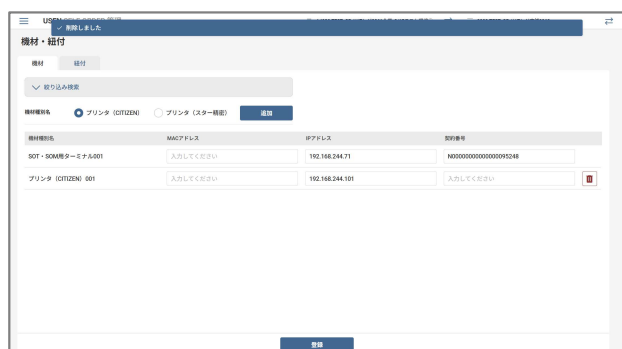 削除しました
機材・紐付
機材 紐付
絞り込み検索
機材種別名 プリンタ（CITIZEN） プリンタ（スター精密） 追加
機材種別名 MACアドレス IPアドレス 契約番号
SOT・SOM用ターミナル001 入力してください 192.168.244.71 N00000000000000095248
プリンタ（CITIZEN）001 入力してください 192.168.244.101 入力してください
登録